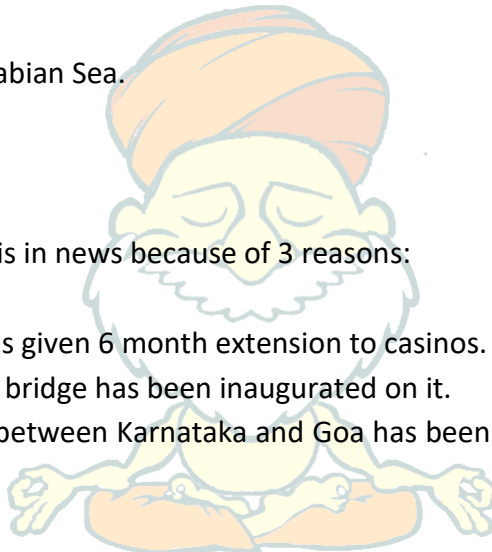 abian Sea.
is in news because of 3 reasons:
s given 6 month extension to casinos.
bridge has been inaugurated on it.
between Karnataka and Goa has been